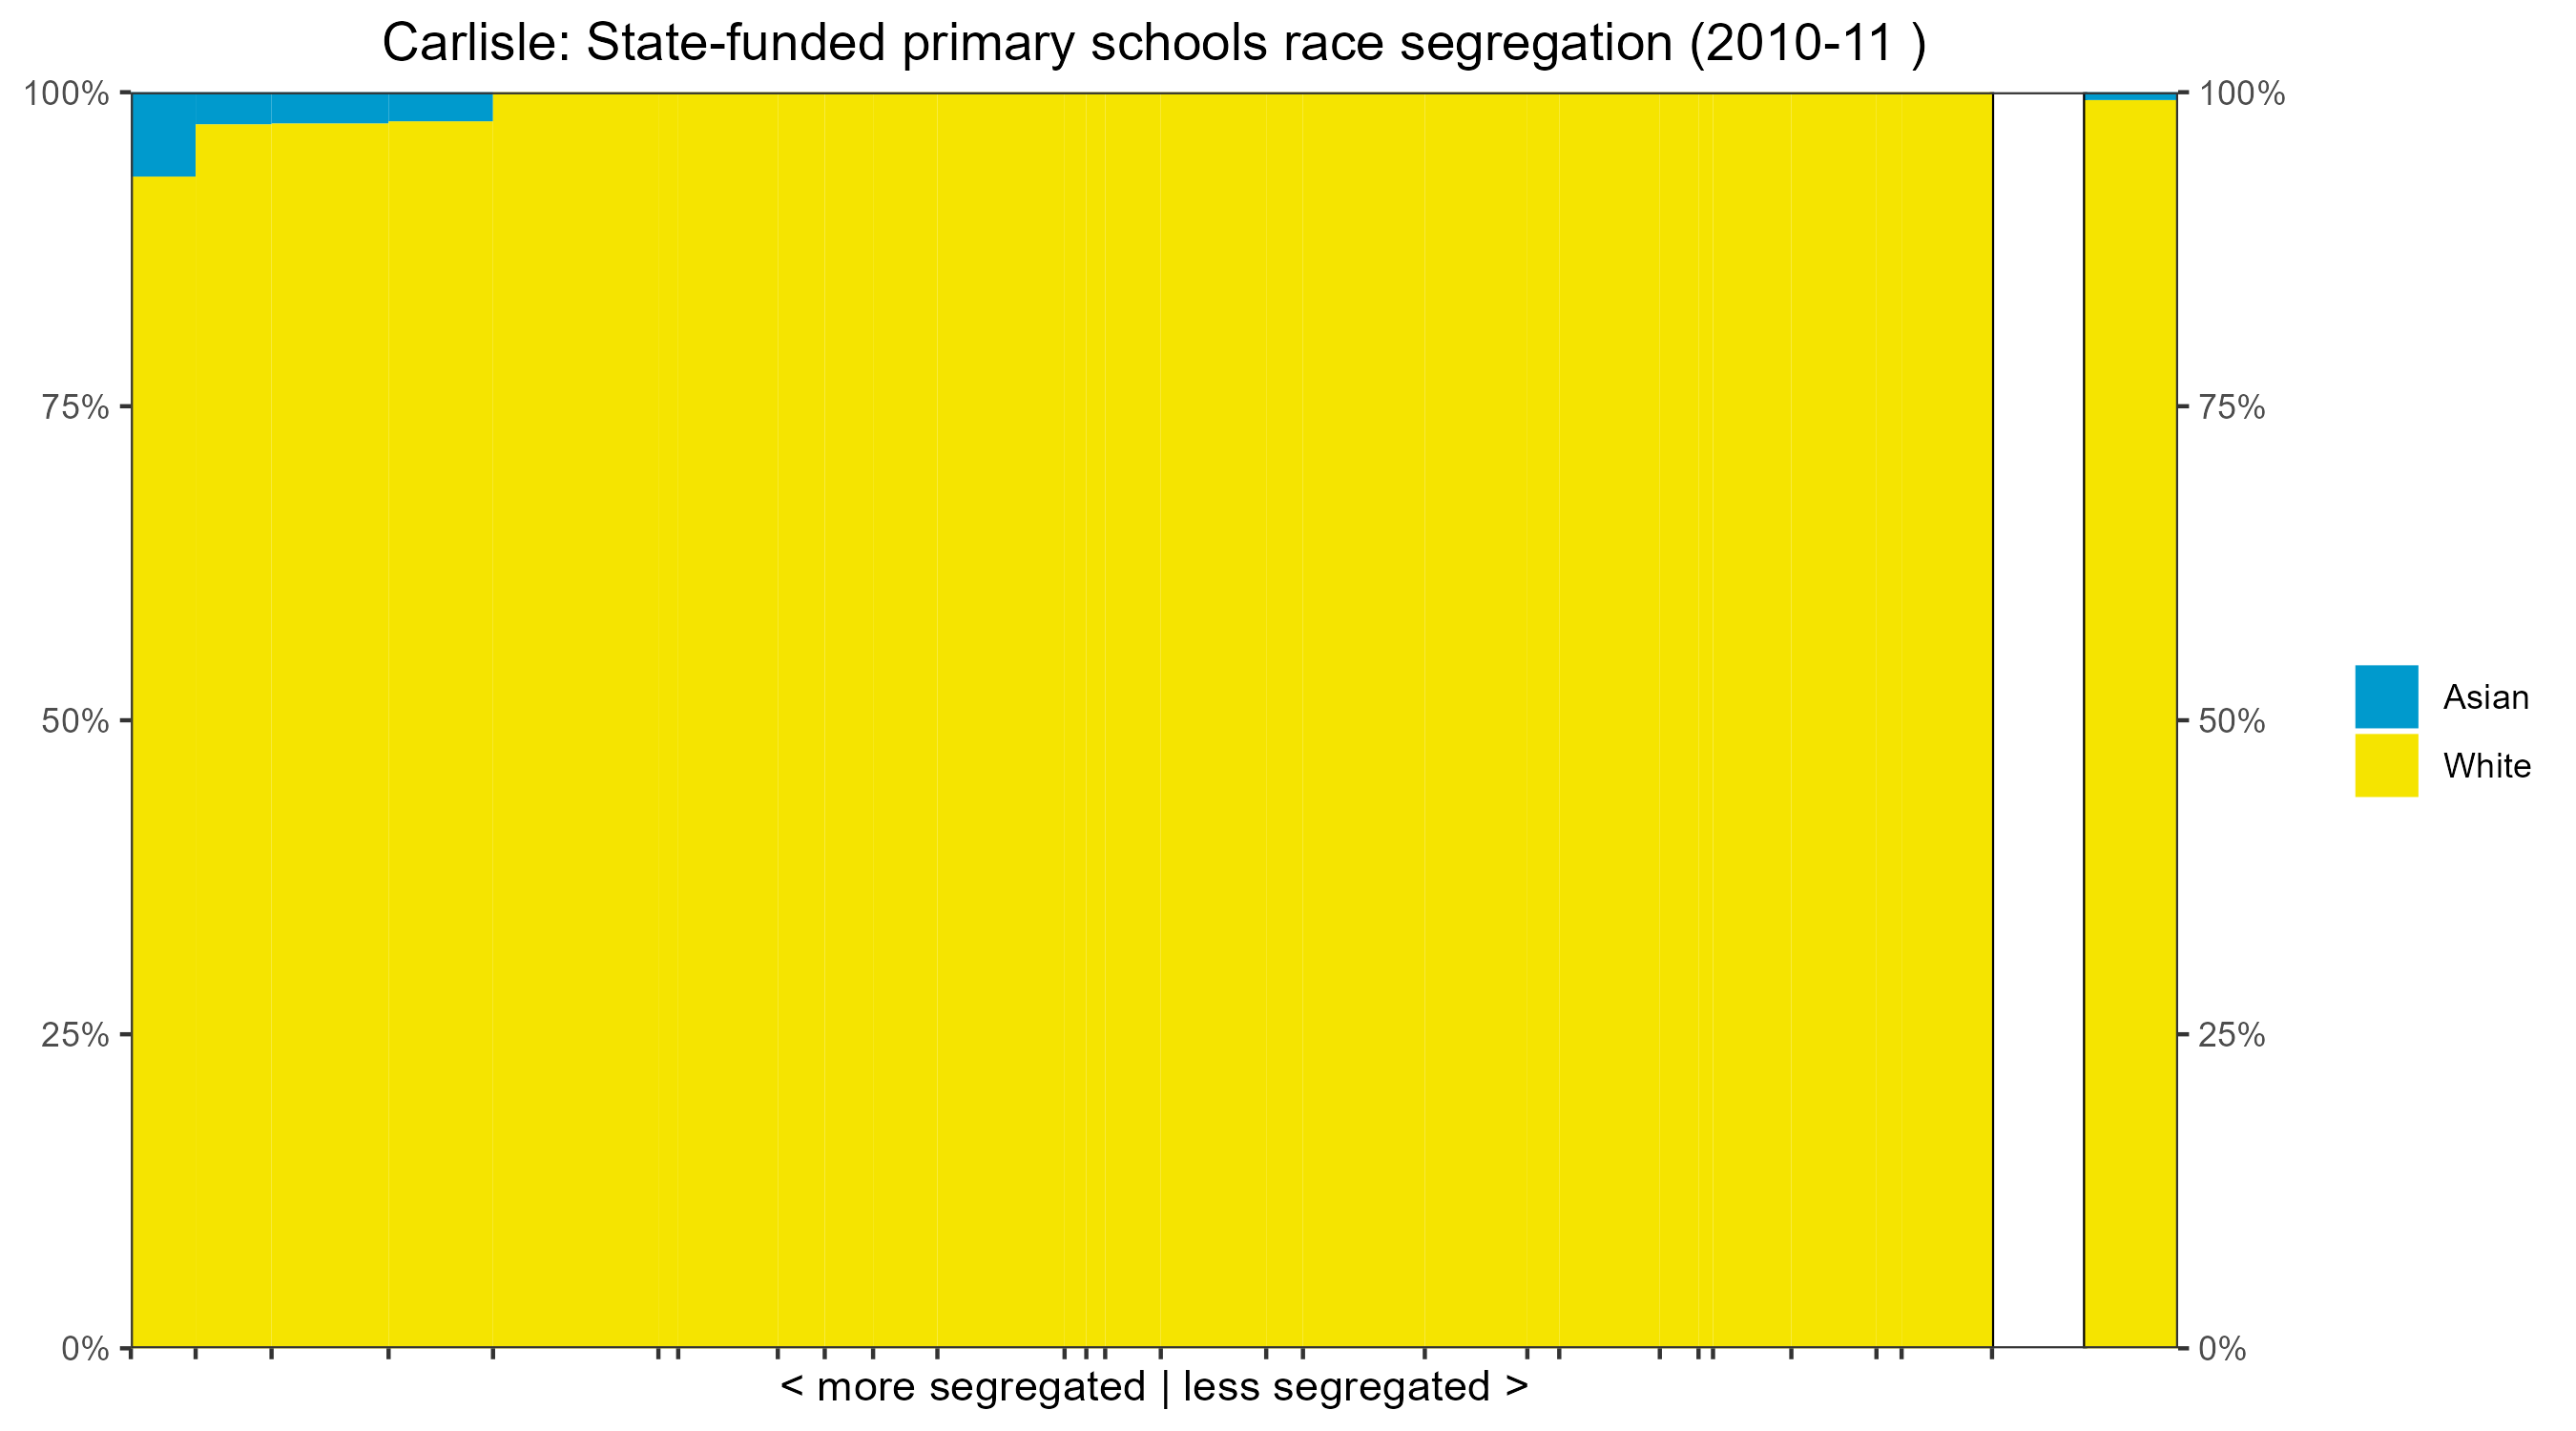 Carlisle: State-funded primary schools race segregation (2010-11 )
100%
75%
50%
25%
0%
100%
75%
50%
25%
0%
Asian
White
< more segregated | less segregated >